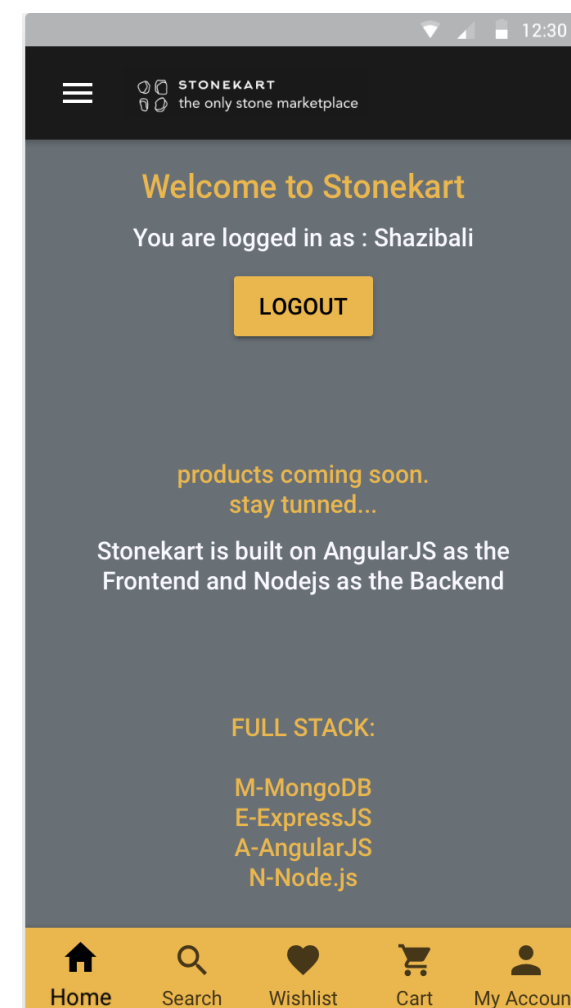 12:30
STONEKART
the only stone marketplace
Welcome to Stonekart
You are logged in as : Shazibali
LOGOUT
products coming soon.
stay tunned...
Stonekart is built on AngularJS as the
Frontend and Nodejs as the Backend
FULL STACK:
M-MongoDB
E-ExpressJS
A-AngularJS
N-Node.js
Home Search Wishlist Cart My Accoun